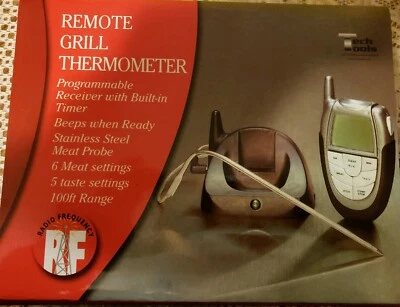 REMOTE
GRILL
THERMOMETER
Programmable
Receiver with Built-in
Timer
Beeps when Ready
Stainless Steel
Meat Probe
6 Meat settings
5 taste settings
100ft Range
RADIO FREQUENCY
RF
Tech
Tools